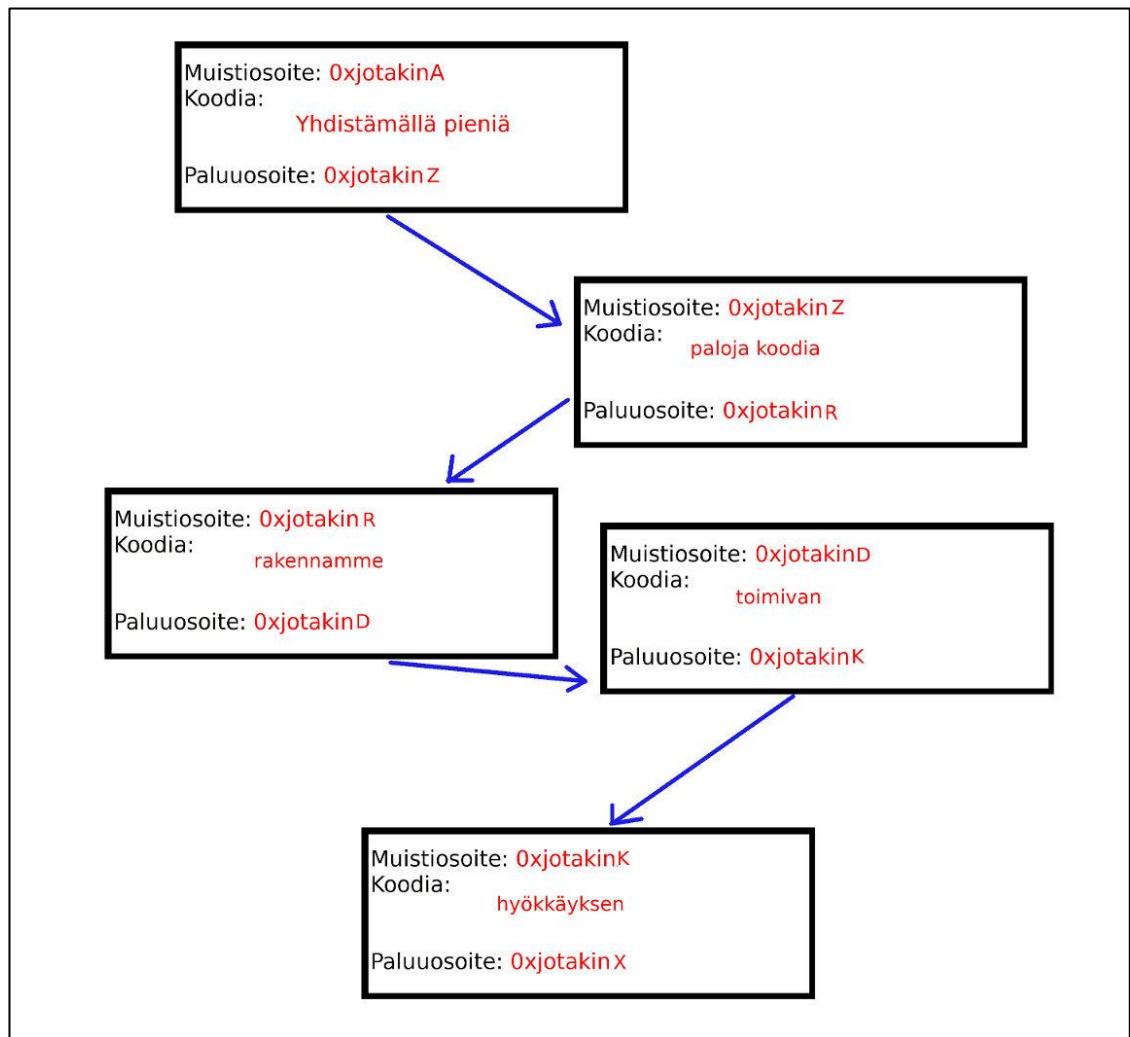 Muistiosoite: 0xjotakinA
Koodia:
Yhdistämällä pieniä
Paluuosoite: 0xjotakinZ
Muistiosoite: 0xjotakinZ
Koodia:
paloja koodia
Paluuosoite: 0xjotakinR
Muistiosoite: 0xjotakinR
Koodia:
rakennamme
Paluuosoite: 0xjotakinD
Muistiosoite: 0xjotakinD
Koodia:
toimivan
Paluuosoite: 0xjotakinK
Muistiosoite: 0xjotakinK
Koodia:
hyökkäyksen
Paluuosoite: 0xjotakinX